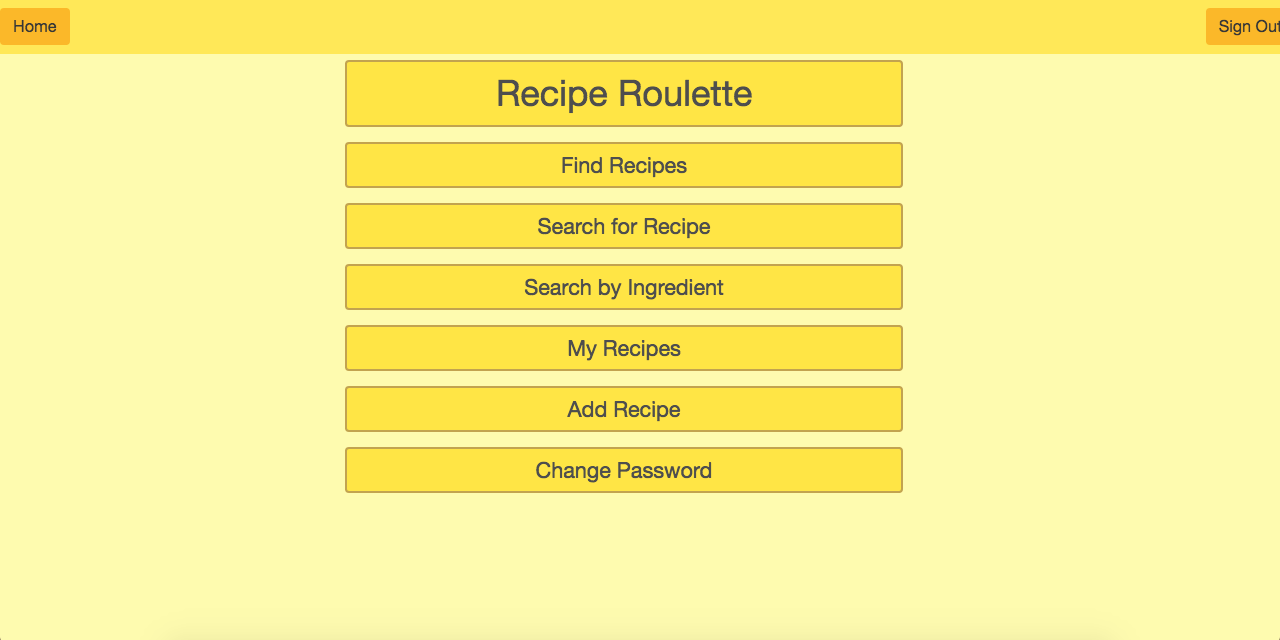 Home
Sign Out
Recipe Roulette
Find Recipes
Search for Recipe
Search by Ingredient
My Recipes
Add Recipe
Change Password